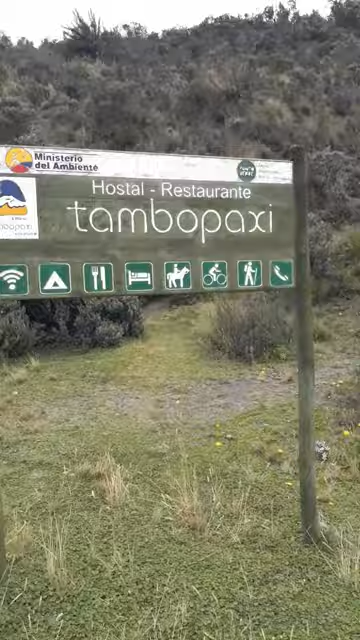 Ministerio
del Ambiente
Hostal - Restaurante
tambopaxi